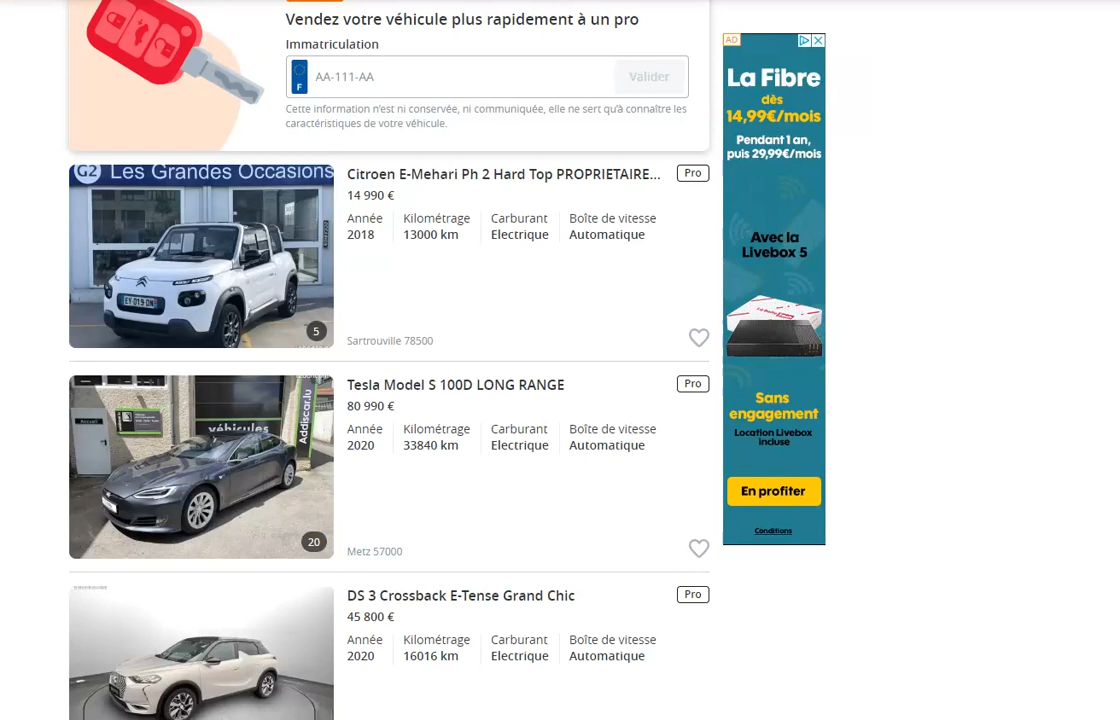 Vendez votre véhicule plus rapidement à un pro
Immatriculation
F
AA-111-AA
Valider
Cette information n'est ni conservée, ni communiquée, elle ne sert qu'à connaître les
caractéristiques de votre véhicule.
G2 Les Grandes Occasions
EY-019-DN
5
Citroen E-Mehari Ph 2 Hard Top PROPRIETAIRE...
Pro
14 990 €
Année Kilométrage Carburant Boîte de vitesse
2018 13000 km Electrique Automatique
Sartrouville 78500
véhicules
Addiscar.lu
Accueil
20
Tesla Model S 100D LONG RANGE
Pro
80 990 €
Année Kilométrage Carburant Boîte de vitesse
2020 33840 km Electrique Automatique
Metz 57000
DS 3 Crossback E-Tense Grand Chic
Pro
45 800 €
Année Kilométrage Carburant Boîte de vitesse
2020 16016 km Electrique Automatique
AD
La Fibre
dès
14,99€/mois
Pendant 1 an,
puis 29,99€/mois
Avec la
Livebox 5
Sans
engagement
Location Livebox
incluse
En profiter
Conditions